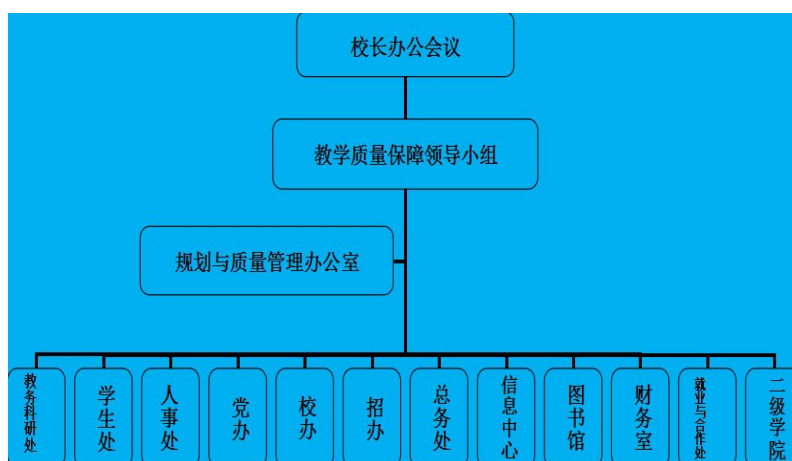 校长办公会议
教学质量保障领导小组
规划与质量管理办公室
教务科研处
学生处
人事处
党办
校办
招办
总务处
信息中心
图书馆
财务室
就业与合作处
二级学院